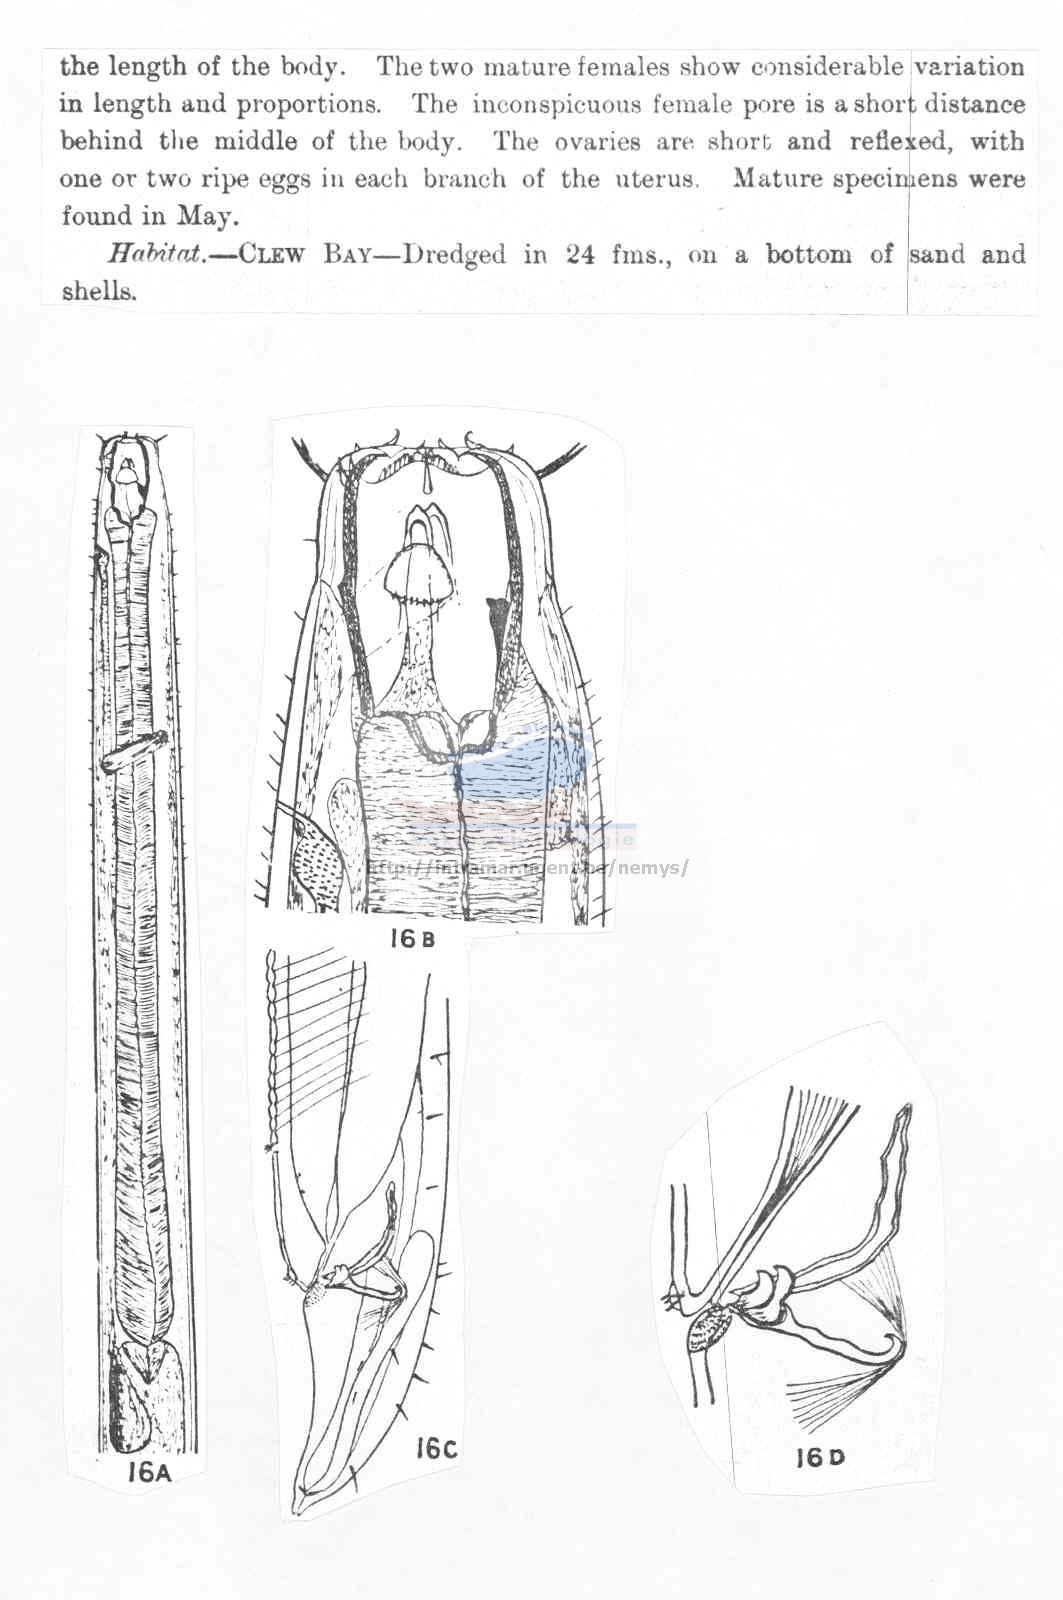 the length of the body. The two mature females show considerable variation
in length and proportions. The inconspicuous female pore is a short distance
behind the middle of the body. The ovaries are short and reflexed, with
one or two ripe eggs in each branch of the uterus. Mature specimens were
found in May.
Habitat.—CLEW BAY—Dredged in 24 fms., on a bottom of sand and
shells.
http://intramar.ugent.be/nemys/
16B
16C
16A
16D